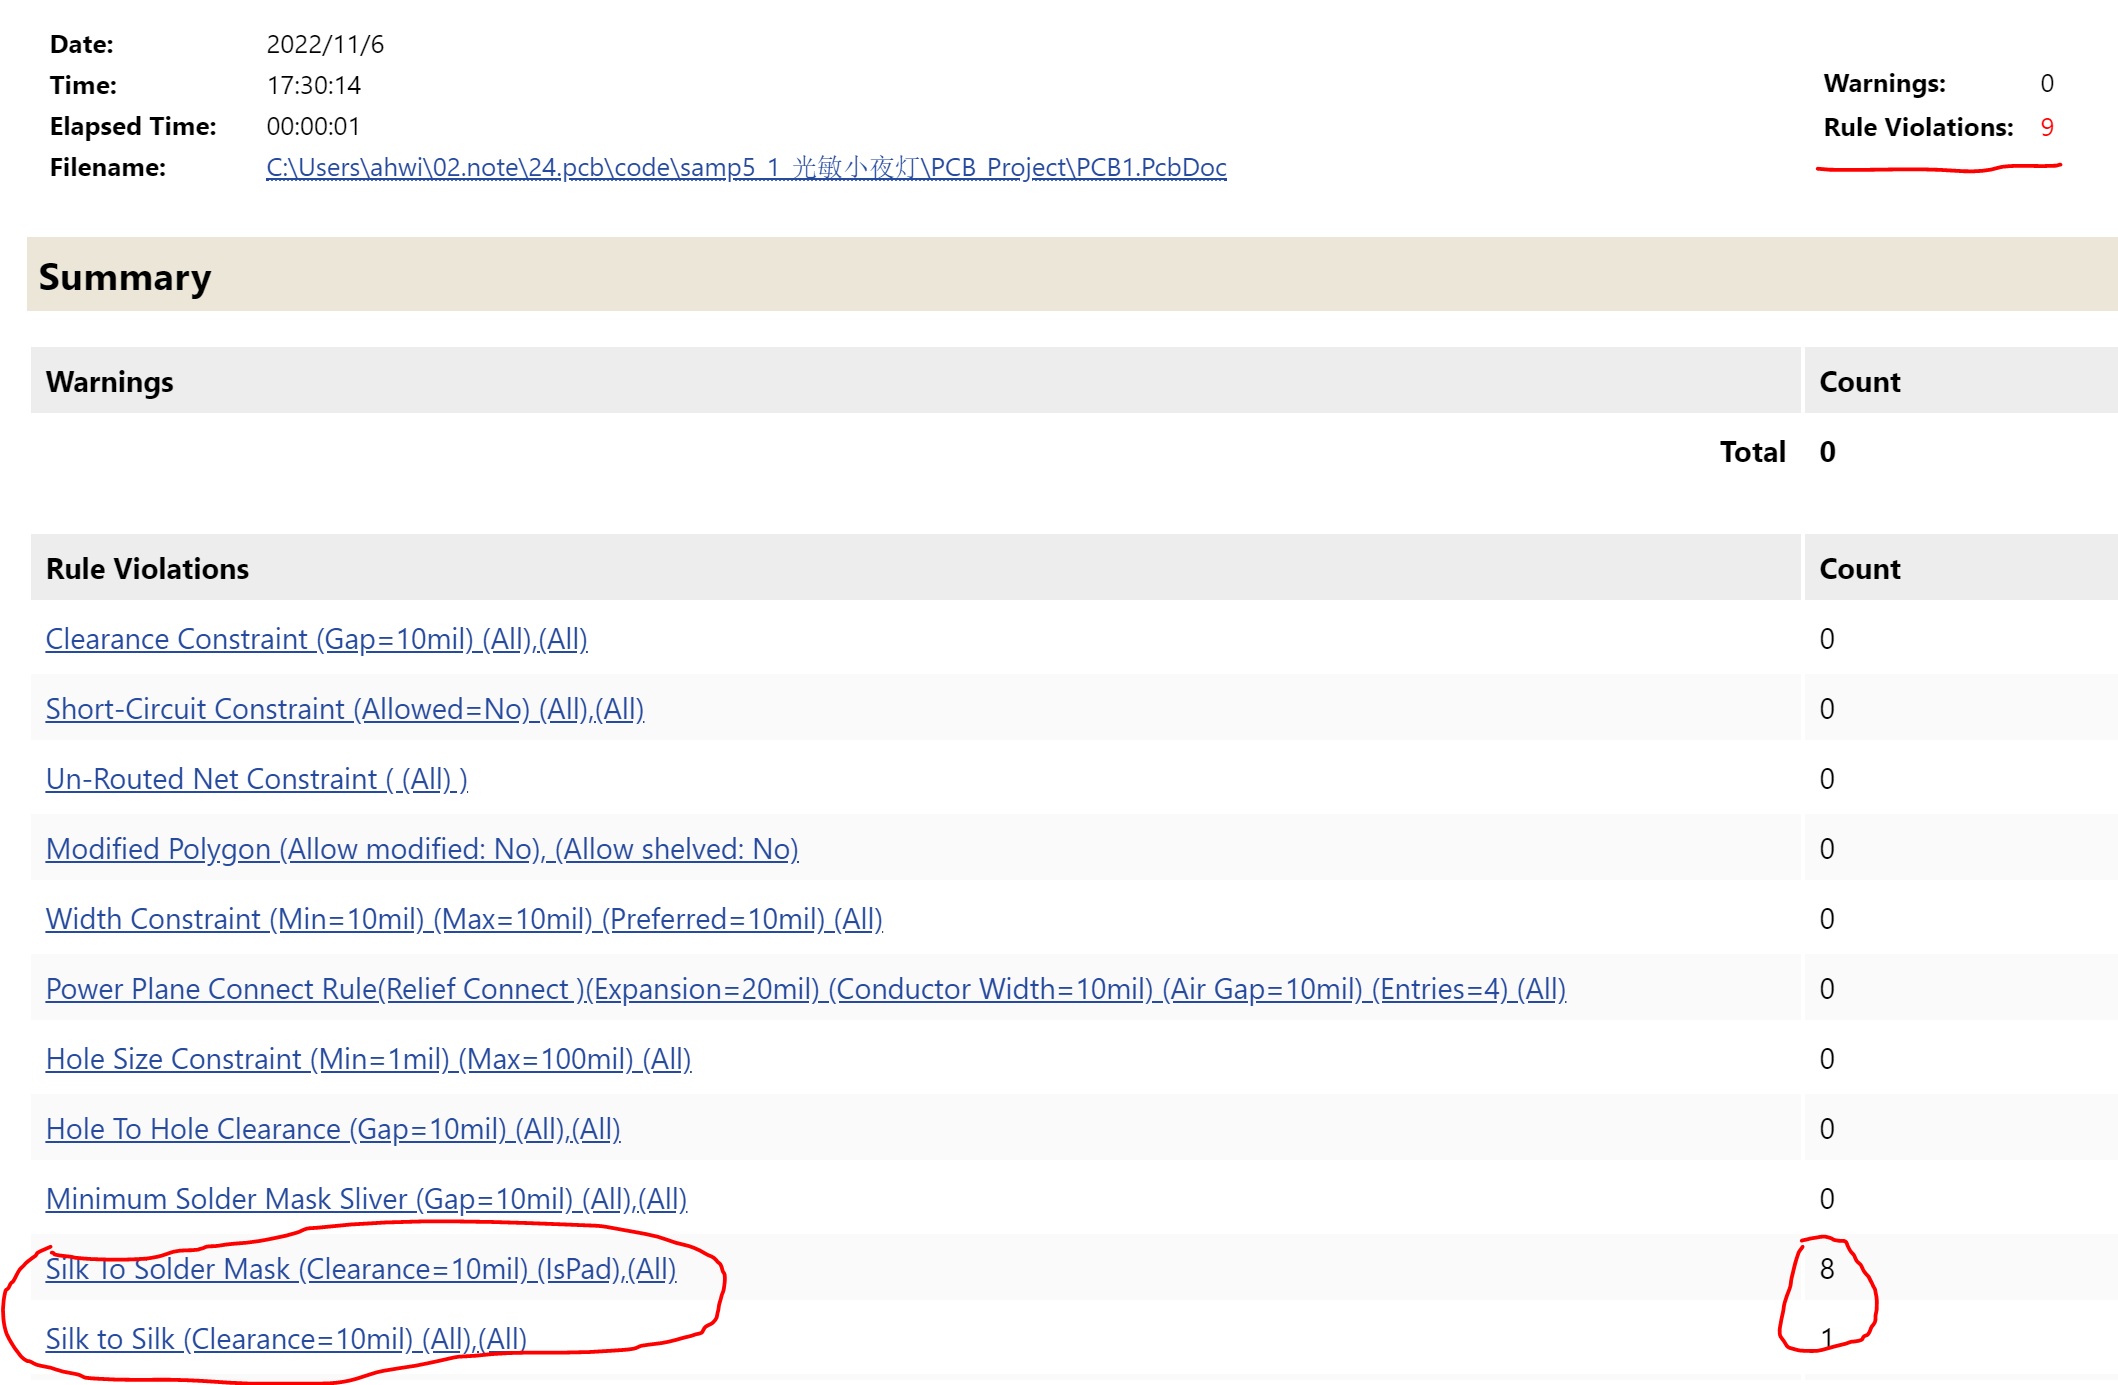 Date: 2022/11/6
Time: 17:30:14
Elapsed Time: 00:00:01
Filename: C:\Users\ahwi\02.note\24.pcb\code\samp5_1_光敏小夜灯\PCB_Project\PCB1.PcbDoc
Warnings: 0
Rule Violations: 9
Summary
Warnings Count
Total 0
Rule Violations Count
Clearance Constraint (Gap=10mil) (All),(All) 0
Short-Circuit Constraint (Allowed=No) (All),(All) 0
Un-Routed Net Constraint ( (All) ) 0
Modified Polygon (Allow modified: No), (Allow shelved: No) 0
Width Constraint (Min=10mil) (Max=10mil) (Preferred=10mil) (All) 0
Power Plane Connect Rule(Relief Connect )(Expansion=20mil) (Conductor Width=10mil) (Air Gap=10mil) (Entries=4) (All) 0
Hole Size Constraint (Min=1mil) (Max=100mil) (All) 0
Hole To Hole Clearance (Gap=10mil) (All),(All) 0
Minimum Solder Mask Sliver (Gap=10mil) (All),(All) 0
Silk To Solder Mask (Clearance=10mil) (IsPad),(All) 8
Silk to Silk (Clearance=10mil) (All),(All) 1